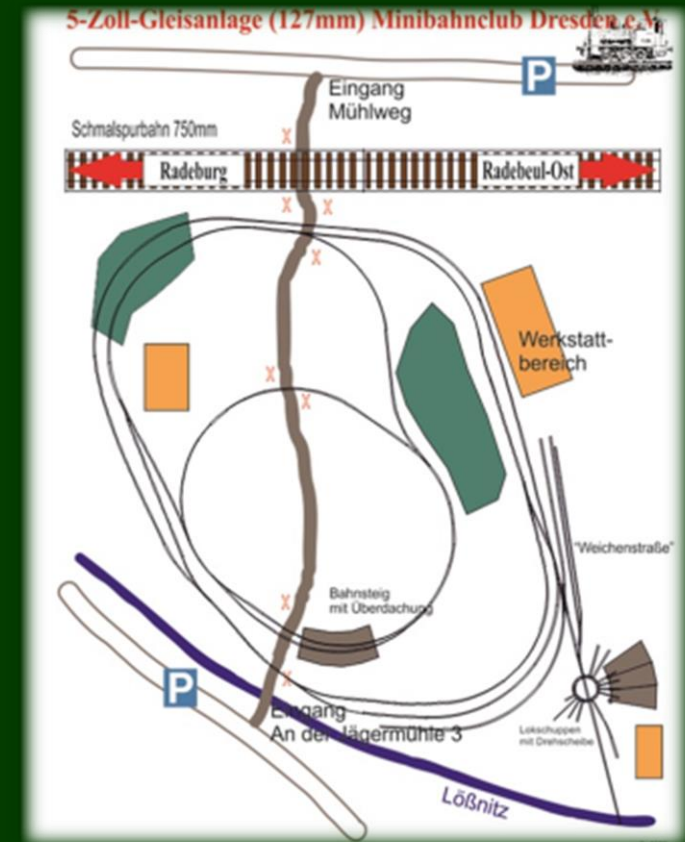 5-Zoll-Gleisanlage (127mm) Minibahnclub Dresden e.V.
P
Eingang
Mühlweg
Schmalspurbahn 750mm
Radeburg
Radebeul-Ost
X
X X
X
Werkstatt-
bereich
X
X
"Weichenstraße"
Bahnsteig
mit Überdachung
X
P
X
Eingang
An der Jägermühle 3
Lokschuppen
mit Drehscheibe
Lößnitz